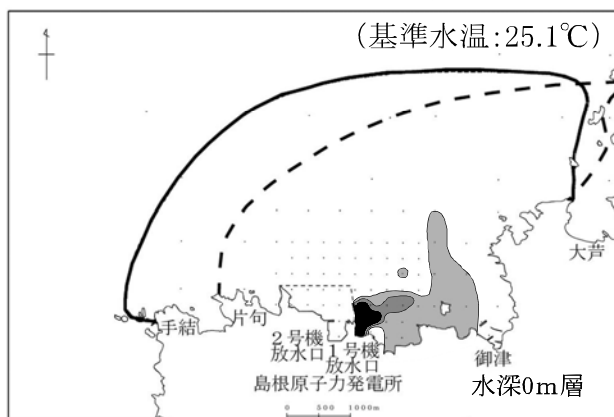 (基準水温:25.1℃)
大芦
手結
片句
2号機
放水口
1号機
放水口
御津
島根原子力発電所
水深0m層
0 500 1000m